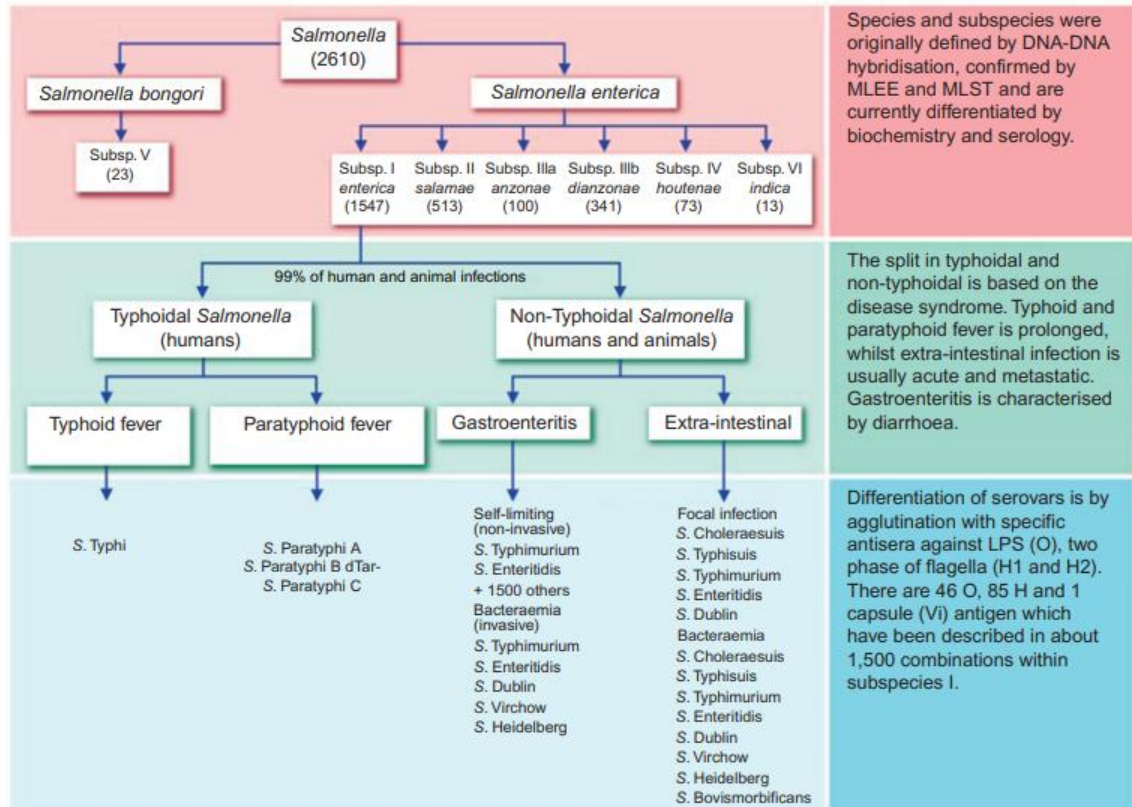 Salmonella
(2610)
Salmonella bongori
Salmonella enterica
Subsp. V
(23)
Subsp. I
enterica
(1547)
Subsp. II
salamae
(513)
Subsp. IIIa
anzonae
(100)
Subsp. IIIb
dianzonae
(341)
Subsp. IV
houtenae
(73)
Subsp. VI
indica
(13)
Species and subspecies were
originally defined by DNA-DNA
hybridisation, confirmed by
MLEE and MLST and are
currently differentiated by
biochemistry and serology.
99% of human and animal infections
Typhoidal Salmonella
(humans)
Non-Typhoidal Salmonella
(humans and animals)
Typhoid fever
Paratyphoid fever
Gastroenteritis
Extra-intestinal
The split in typhoidal and
non-typhoidal is based on the
disease syndrome. Typhoid and
paratyphoid fever is prolonged,
whilst extra-intestinal infection is
usually acute and metastatic.
Gastroenteritis is characterised
by diarrhoea.
S. Typhi
S. Paratyphi A
S. Paratyphi B dTar-
S. Paratyphi C
Self-limiting
(non-invasive)
S. Typhimurium
S. Enteritidis
+ 1500 others
Bacteraemia
(invasive)
S. Typhimurium
S. Enteritidis
S. Dublin
S. Virchow
S. Heidelberg
Focal infection
S. Choleraesuis
S. Typhisuis
S. Typhimurium
S. Enteritidis
S. Dublin
Bacteraemia
S. Choleraesuis
S. Typhisuis
S. Typhimurium
S. Enteritidis
S. Dublin
S. Virchow
S. Heidelberg
S. Bovismorbificans
Differentiation of serovars is by
agglutination with specific
antisera against LPS (O), two
phase of flagella (H1 and H2).
There are 46 O, 85 H and 1
capsule (Vi) antigen which
have been described in about
1,500 combinations within
subspecies I.